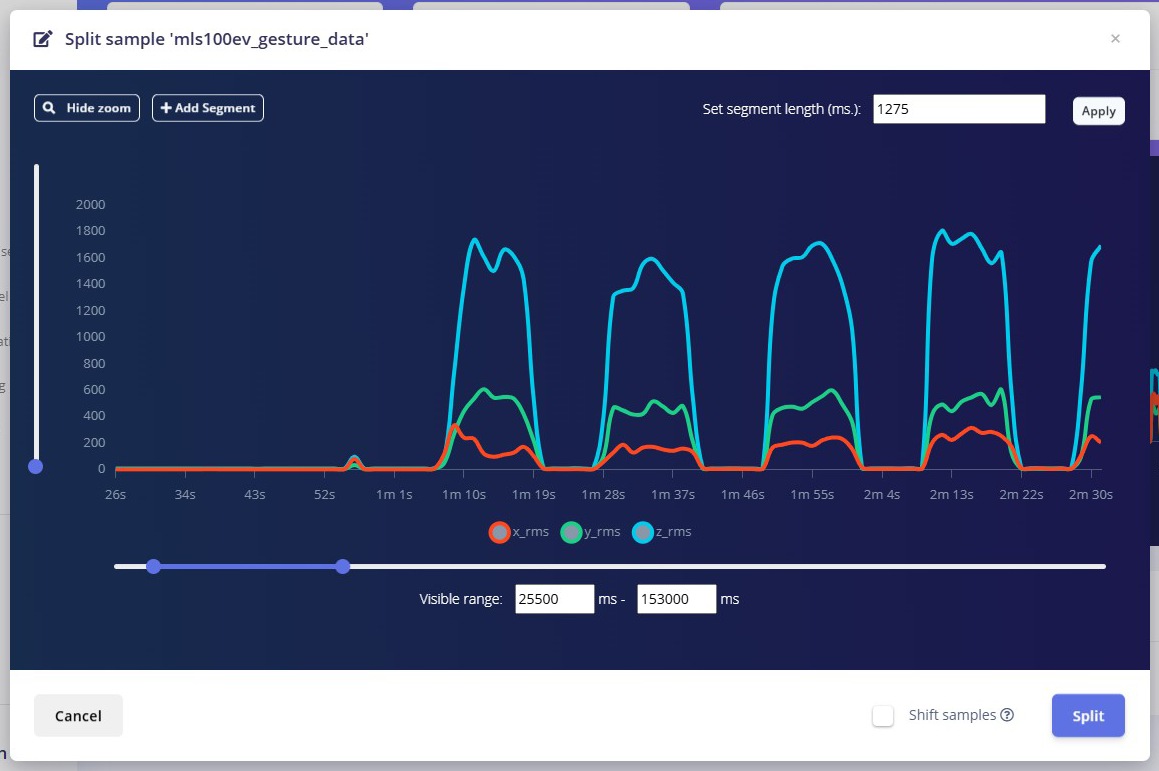 Split sample 'mls100ev_gesture_data'
×
Hide zoom
Add Segment
Set segment length (ms.): 1275
Apply
2000
1800
1600
1400
1200
1000
800
600
400
200
0
26s 34s 43s 52s 1m 1s 1m 10s 1m 19s 1m 28s 1m 37s 1m 46s 1m 55s 2m 4s 2m 13s 2m 22s 2m 30s
x_rms y_rms z_rms
Visible range: 25500 ms - 153000 ms
Cancel
Shift samples
Split